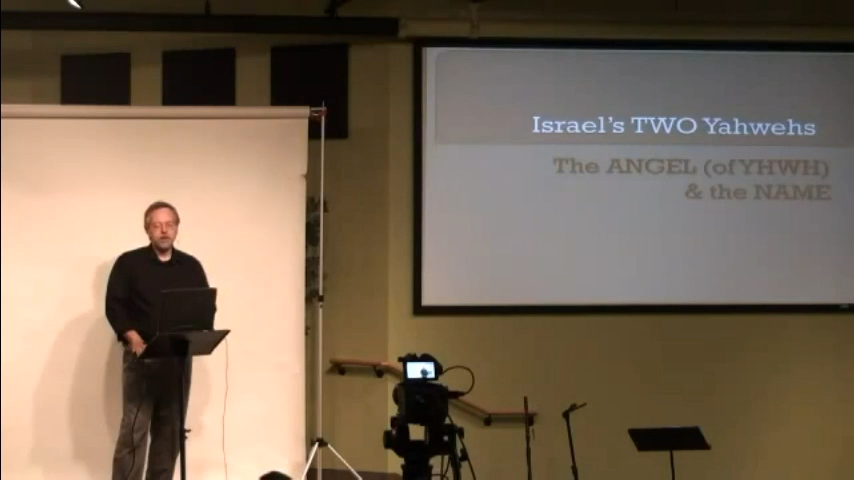 Israel's TWO Yahwehs
The ANGEL (of YHWH)
& the NAME